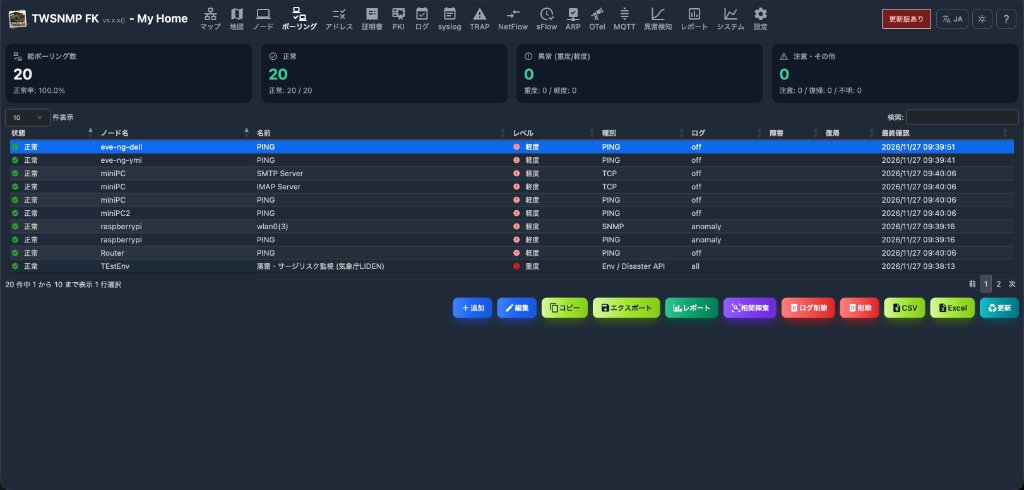 TWSNMP FK vx.x.x() - My Home
マップ 地図 ノード ポーリング アドレス 証明書 PKI ログ syslog TRAP NetFlow sFlow ARP OTel MQTT 異常検知 レポート システム 設定
更新版あり JA ?
総ポーリング数
20
正常率: 100.0%
正常
20
正常: 20 / 20
異常 (重度/軽度)
0
重度: 0 / 軽度: 0
注意・その他
0
注意: 0 / 復帰: 0 / 不明: 0
10 件表示 検索:
状態 ノード名 名前 レベル 種別 ログ 障害 復帰 最終確認
正常 eve-ng-dell PING 軽度 PING off 2026/11/27 09:39:51
正常 eve-ng-ymi PING 軽度 PING off 2026/11/27 09:39:41
正常 miniPC SMTP Server 軽度 TCP off 2026/11/27 09:40:06
正常 miniPC IMAP Server 軽度 TCP off 2026/11/27 09:40:06
正常 miniPC PING 軽度 PING off 2026/11/27 09:40:06
正常 miniPC2 PING 軽度 PING off 2026/11/27 09:40:06
正常 raspberrypi wlan0(3) 軽度 SNMP anomaly 2026/11/27 09:39:16
正常 raspberrypi PING 軽度 PING anomaly 2026/11/27 09:39:16
正常 Router PING 軽度 PING off 2026/11/27 09:40:06
正常 TEstEnv 落雷・サージリスク監視 (気象庁LIDEN) 重度 Env / Disaster API all 2026/11/27 09:38:13
20 件中 1 から 10 まで表示 1 行選択 前 1 2 次
+ 追加 編集 コピー エクスポート レポート 相関探索 ログ削除 削除 CSV Excel 更新